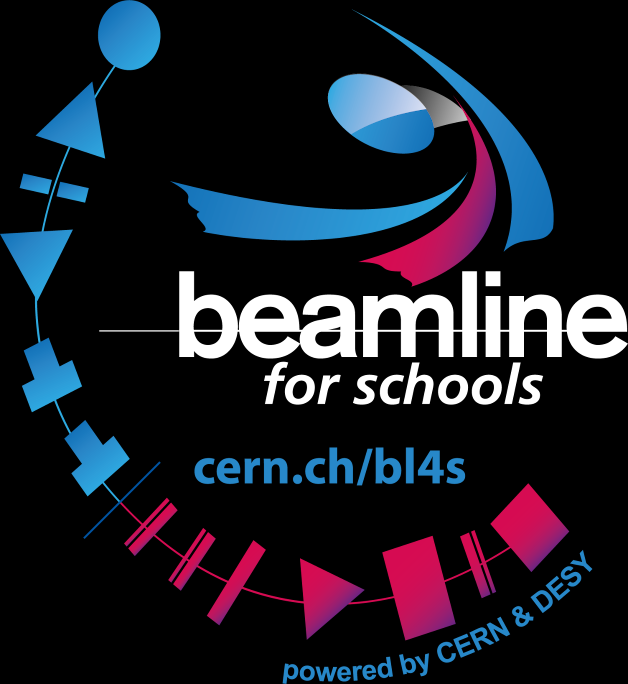 beamline
for schools
cern.ch/bl4s
powered by CERN & DESY